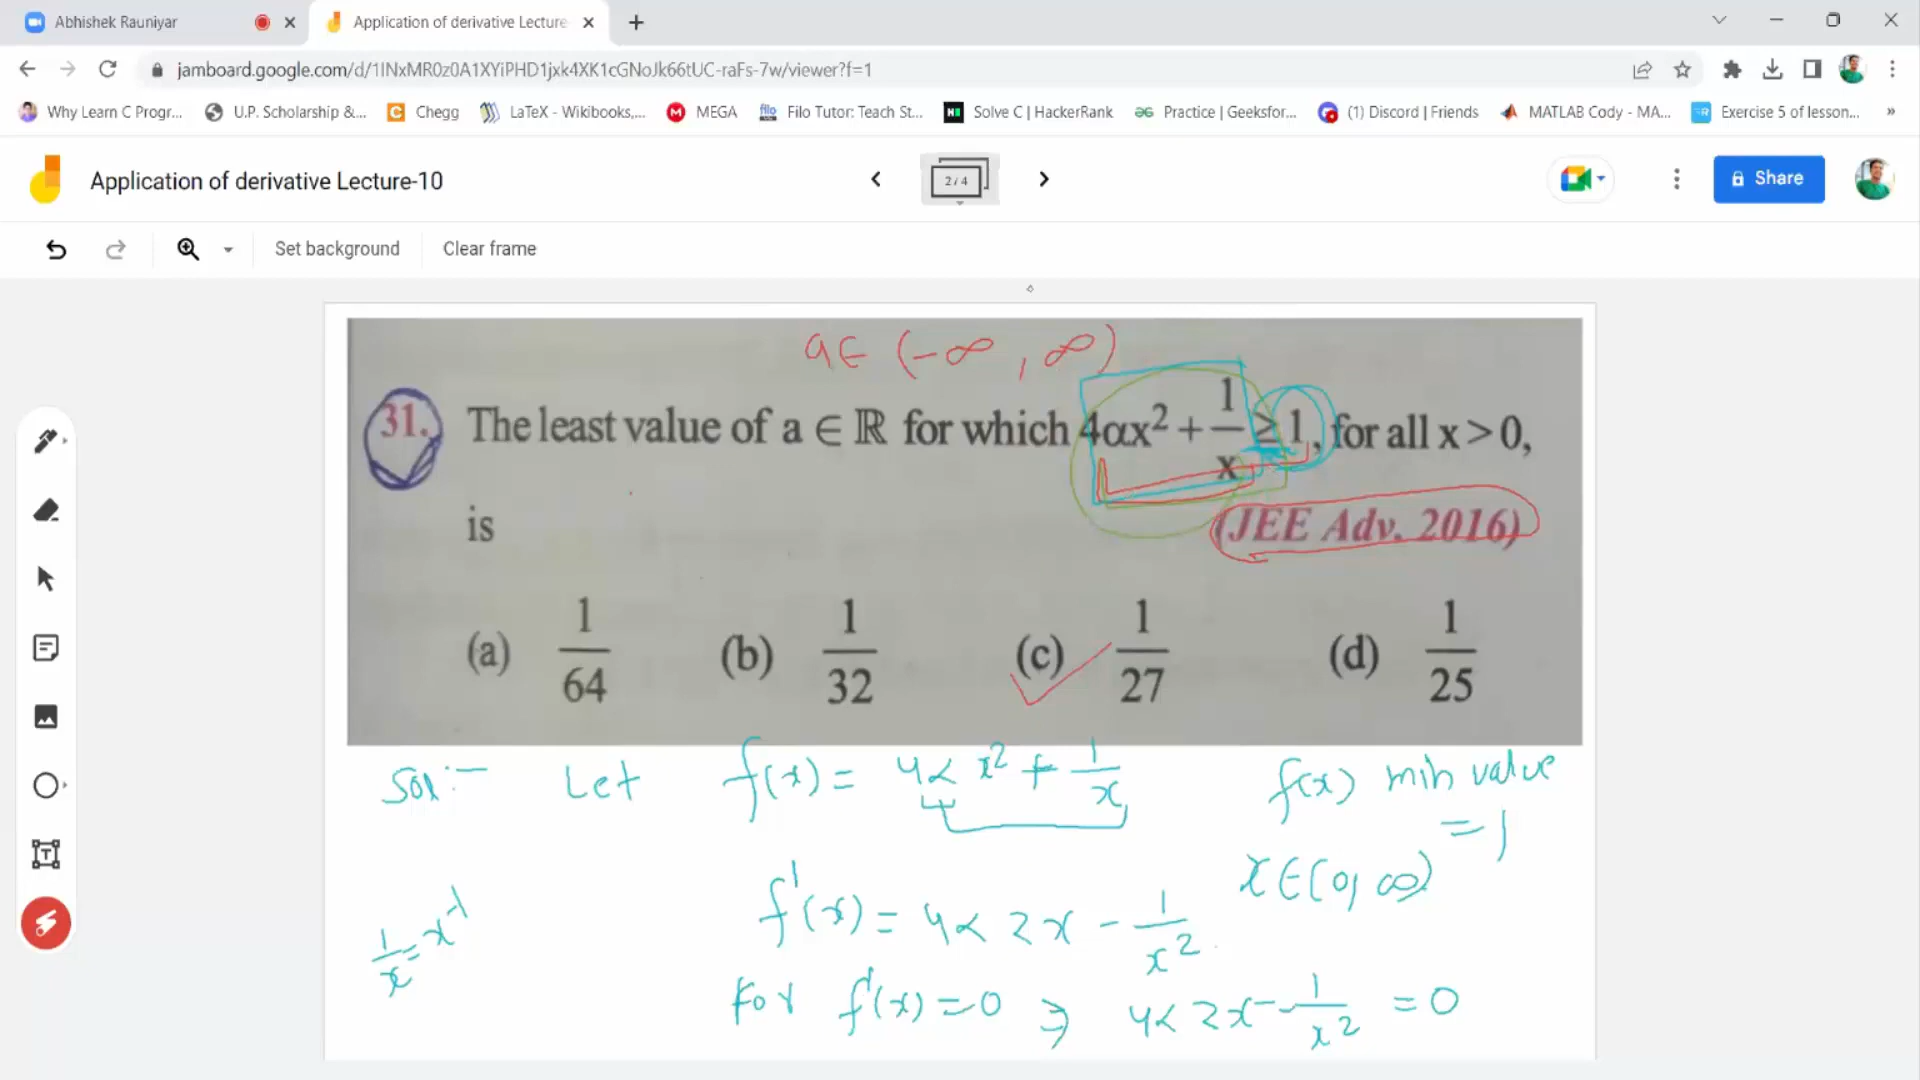 Abhishek Rauniyar
Application of derivative Lecture
jamboard.google.com/d/1INxMR0z0A1XYiPHD1jxk4XK1cGNoJk66tUC-raFs-7w/viewer?f=1
Why Learn C Progr... U.P. Scholarship &... Chegg LaTeX - Wikibooks,... MEGA Filo Tutor: Teach St... Solve C | HackerRank Practice | Geeksfor... (1) Discord | Friends MATLAB Cody - MA... Exercise 5 of lesson... »
Application of derivative Lecture-10
2 / 4
Share
Set background Clear frame
a∈ (-∞, ∞)
31. The least value of a ∈ ℝ for which 4αx² + 1/x ≥ 1, for all x > 0,
is
(JEE Adv. 2016)
(a) 1/64 (b) 1/32 (c) 1/27 (d) 1/25
Sol:- Let f(x) = 4α x² + 1/x f(x) min value
= 1
x∈(0, ∞)
f'(x) = 4α 2x - 1/x²
1/x = x⁻¹
For f'(x)=0 ⇒ 4α 2x - 1/x² = 0